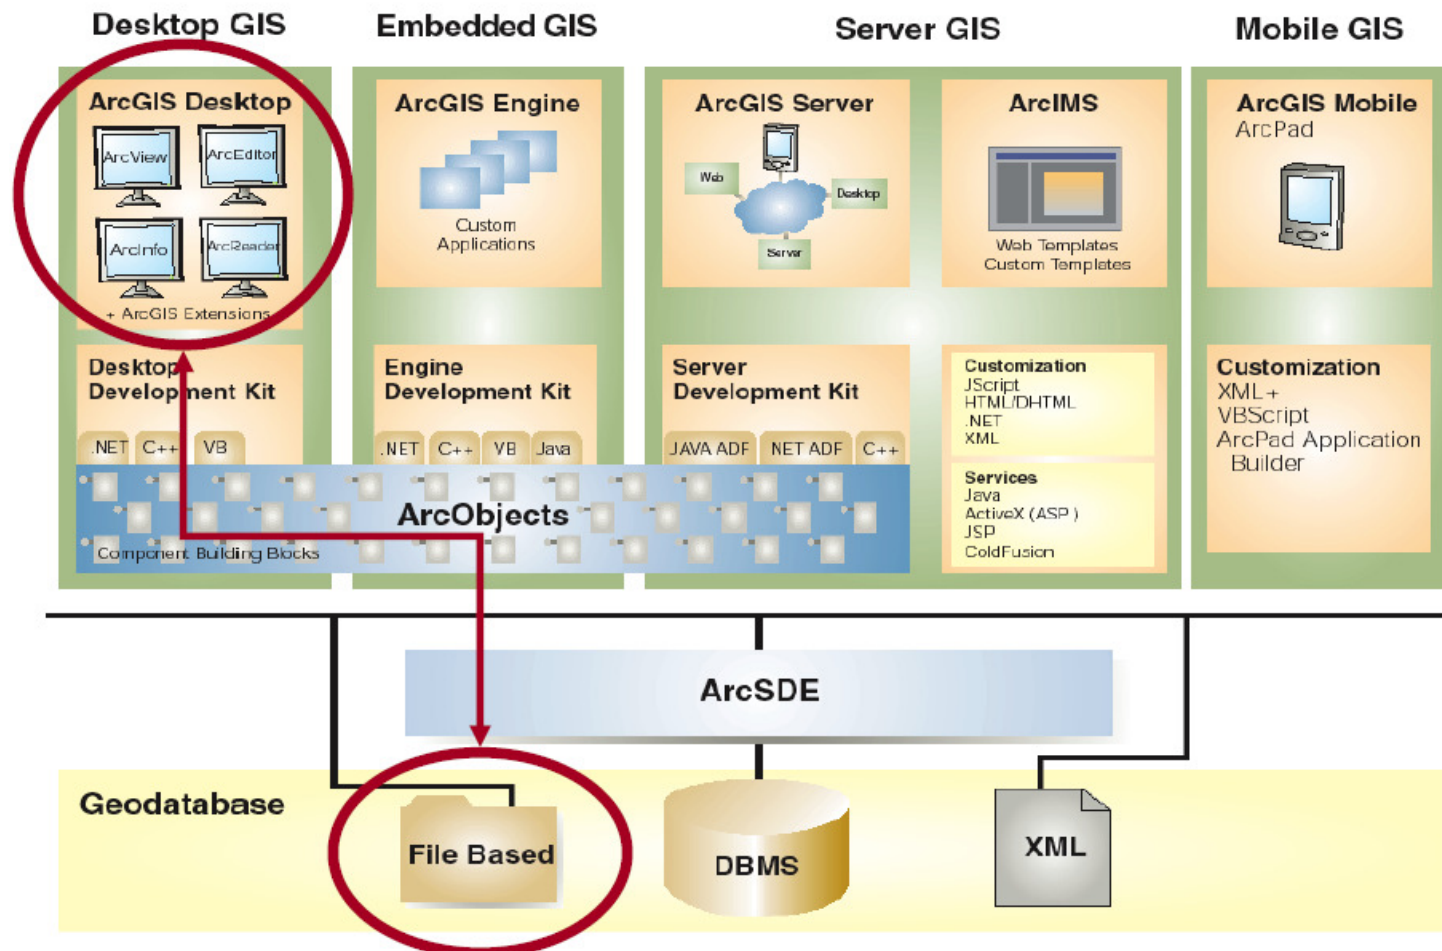 Desktop GIS
Embedded GIS
Server GIS
Mobile GIS
ArcGIS Desktop
ArcView
ArcEditor
ArcInfo
ArcReader
+ ArcGIS Extensions
ArcGIS Engine
Custom
Applications
ArcGIS Server
Web
Desktop
Server
ArcIMS
Web Templates
Custom Templates
ArcGIS Mobile
ArcPad
Desktop
Development Kit
.NET
C++
VB
Engine
Development Kit
.NET
C++
VB
Java
Server
Development Kit
JAVA ADF
NET ADF
C++
Customization
JScript
HTML/DHTML
.NET
XML
Services
Java
ActiveX (ASP )
JSP
ColdFusion
Customization
XML+
VBScript
ArcPad Application
Builder
ArcObjects
Component Building Blocks
ArcSDE
Geodatabase
File Based
DBMS
XML